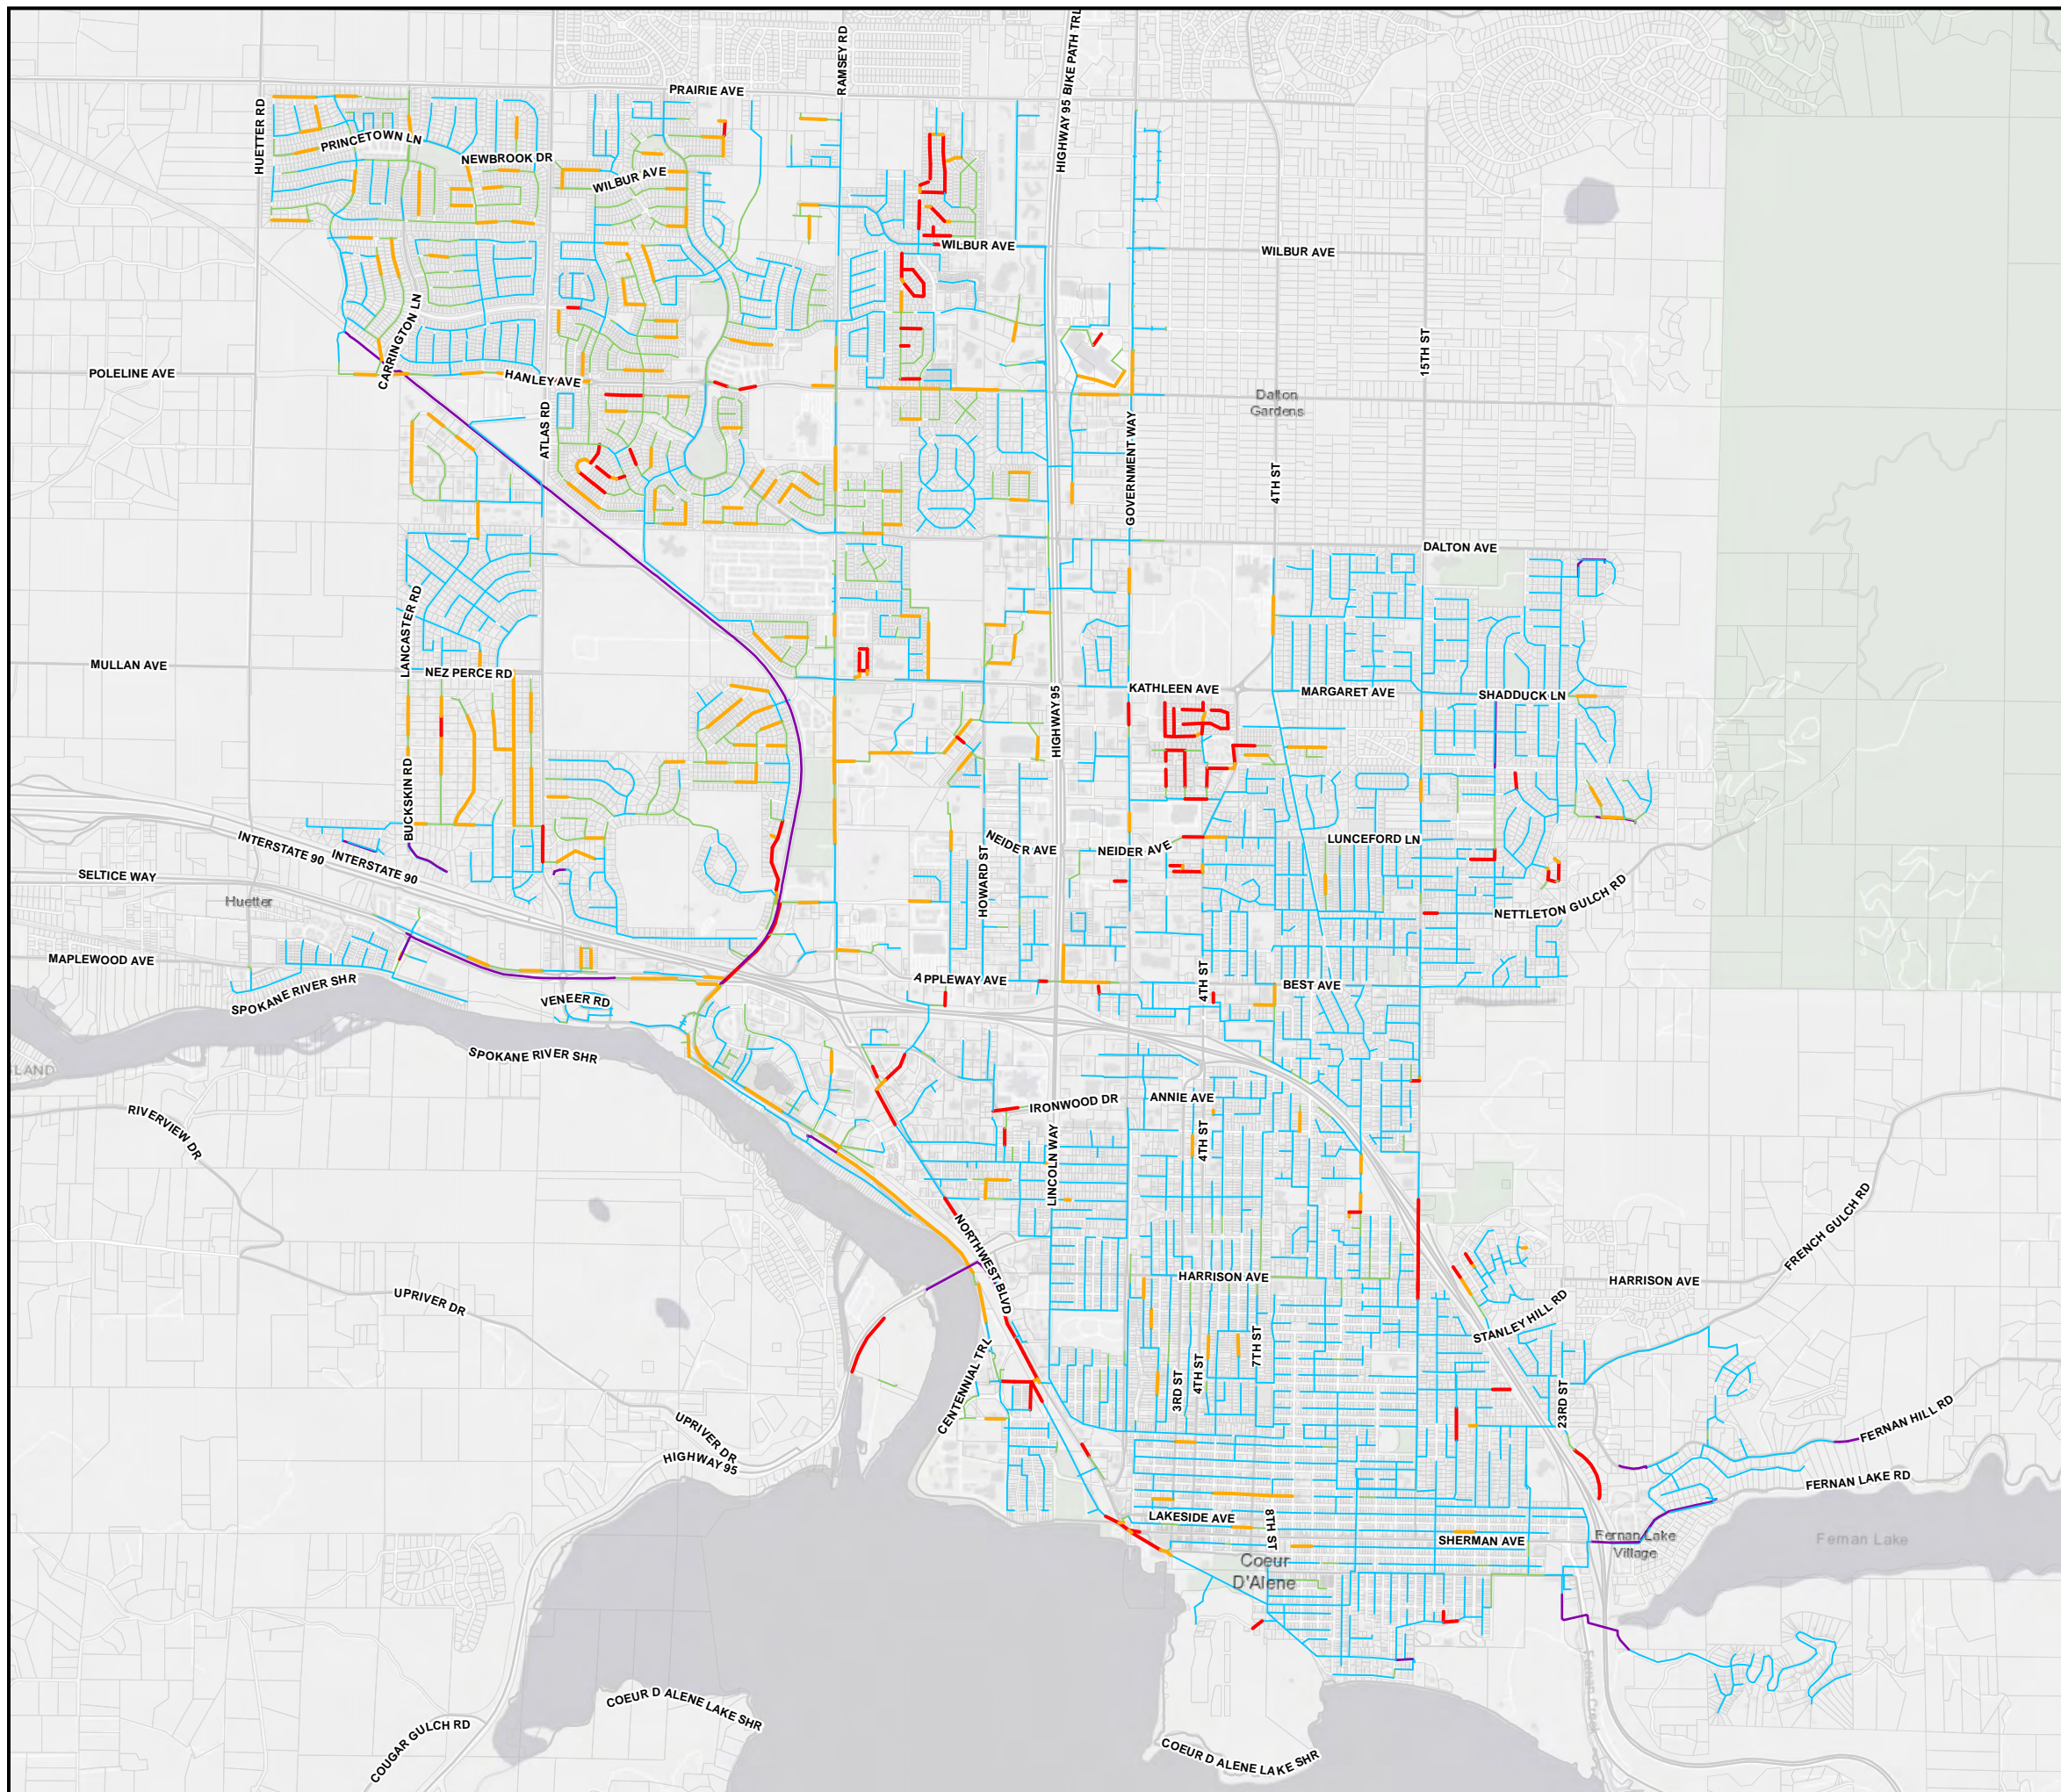 HIGHWAY 95 BIKE PATH TRL
RAMSEY RD
PRAIRIE AVE
HUETTER RD
PRINCETOWN LN
NEWBROOK DR
WILBUR AVE
WILBUR AVE
WILBUR AVE
CARRINGTON LN
15TH ST
POLELINE AVE
HANLEY AVE
Dalton
Gardens
ATLAS RD
GOVERNMENT WAY
4TH ST
DALTON AVE
LANCASTER RD
MULLAN AVE
NEZ PERCE RD
KATHLEEN AVE
MARGARET AVE
SHADDUCK LN
HIGHWAY 95
BUCKSKIN RD
INTERSTATE 90
INTERSTATE 90
NEIDER AVE
NEIDER AVE
LUNCEFORD LN
SELTICE WAY
Huetter
HOWARD ST
NETTLETON GULCH RD
MAPLEWOOD AVE
SPOKANE RIVER SHR
VENEER RD
APPLEWAY AVE
4TH ST
BEST AVE
SPOKANE RIVER SHR
LAND
RIVERVIEW DR
IRONWOOD DR
ANNIE AVE
4TH ST
LINCOLN WAY
FRENCH GULCH RD
NORTHWEST BLVD
HARRISON AVE
HARRISON AVE
UPRIVER DR
STANLEY HILL RD
7TH ST
CENTENNIAL TRL
3RD ST
4TH ST
23RD ST
UPRIVER DR
HIGHWAY 95
FERNAN HILL RD
FERNAN LAKE RD
LAKESIDE AVE
8TH ST
SHERMAN AVE
Fernan Lake
Village
Fernan Lake
Coeur
D'Alene
Fernan Creek
COEUR D ALENE LAKE SHR
COUGAR GULCH RD
COEUR D ALENE LAKE SHR